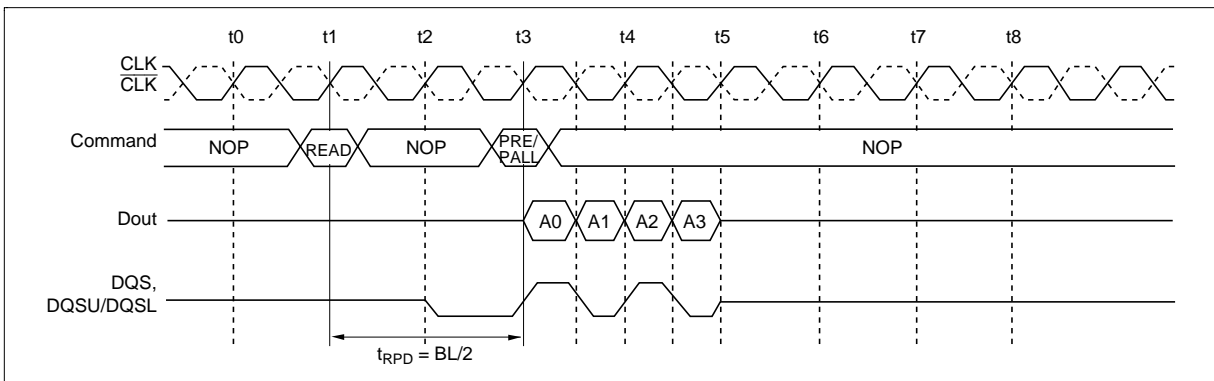 t0 t1 t2 t3 t4 t5 t6 t7 t8
CLK
CLK
Command NOP READ NOP PRE/PALL NOP
Dout A0 A1 A2 A3
DQS,
DQSU/DQSL
tRPD = BL/2